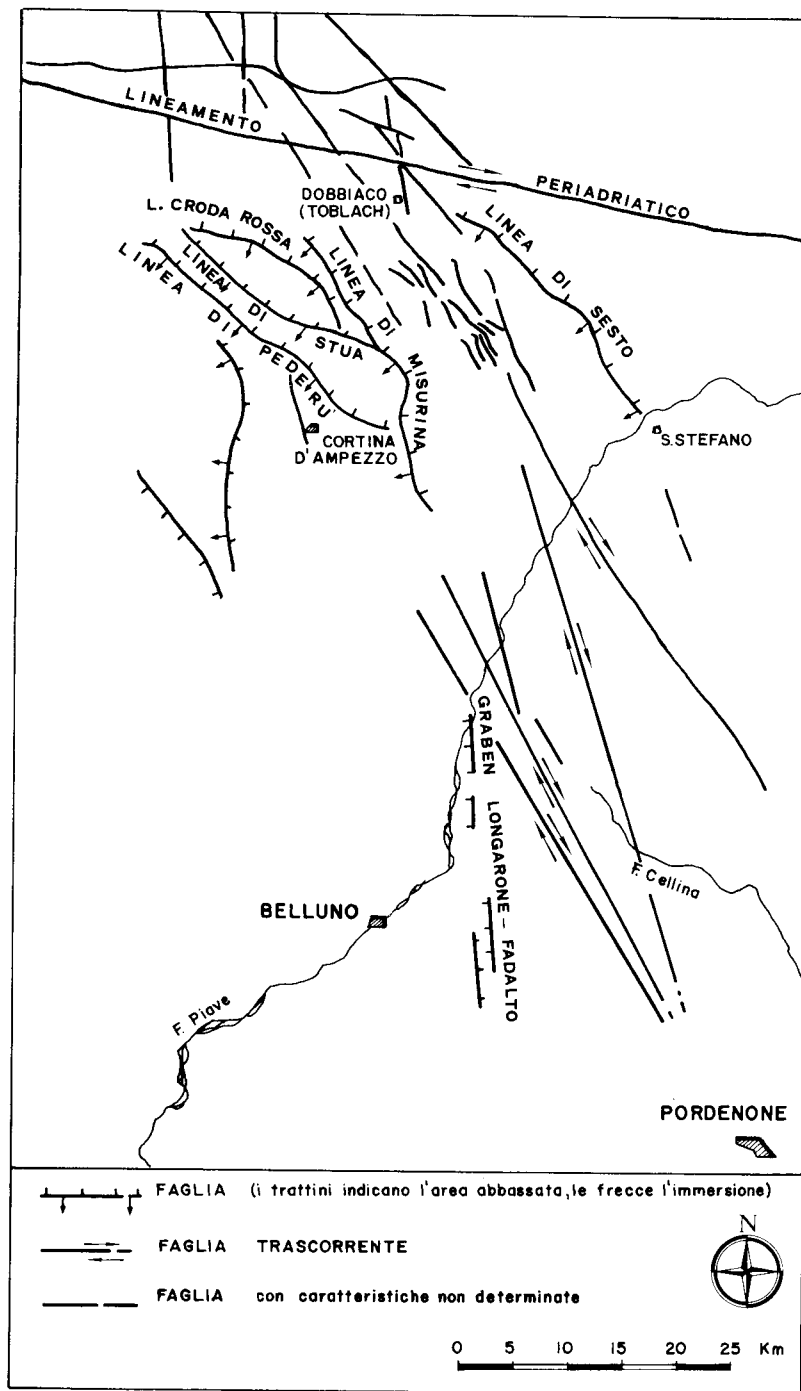 LINEAMENTO
PERIADRIATICO
DOBBIACO
(TOBLACH)
L. CRODA ROSSA
LINEA DI SESTO
LINEA DI MISURINA
LINEA DI STUA
LINEA DI PEDERU'
CORTINA
D'AMPEZZO
S.STEFANO
GRABEN LONGARONE - FADALTO
F. Cellina
BELLUNO
F. Piave
PORDENONE
FAGLIA (i trattini indicano l'area abbassata, le frecce l'immersione)
FAGLIA TRASCORRENTE
FAGLIA con caratteristiche non determinate
N
0 5 10 15 20 25 Km